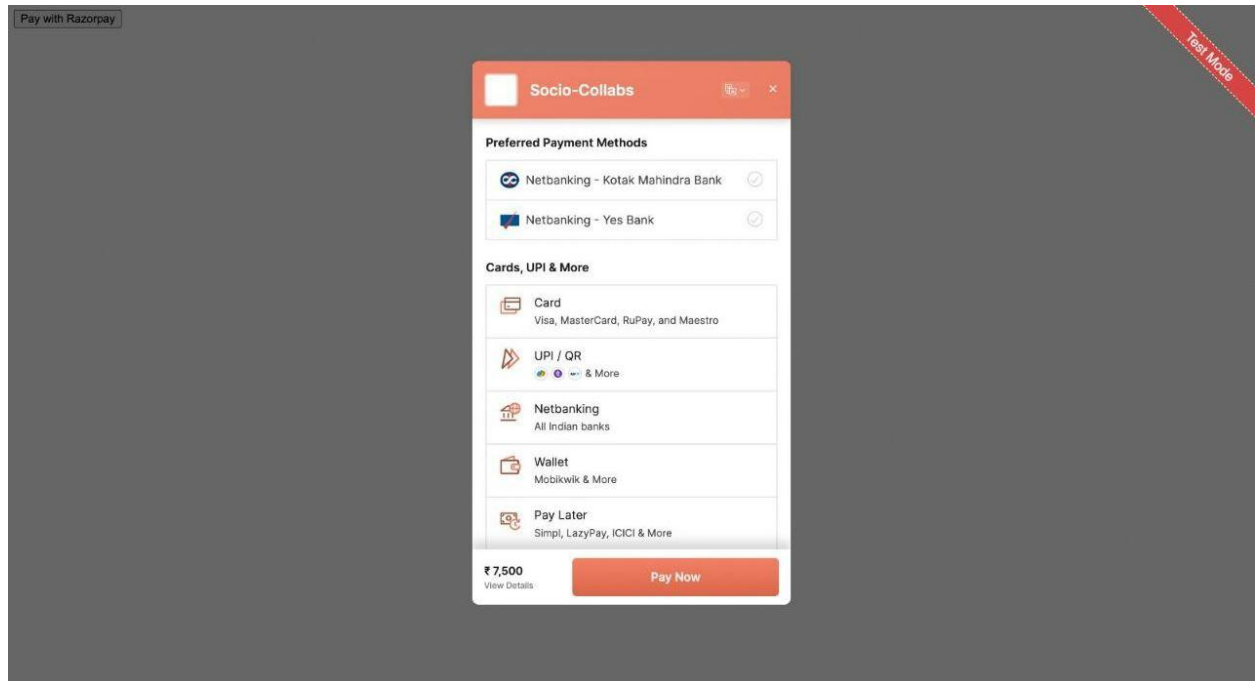 Pay with Razorpay
Test Mode
Socio-Collabs
Preferred Payment Methods
Netbanking - Kotak Mahindra Bank
Netbanking - Yes Bank
Cards, UPI & More
Card
Visa, MasterCard, RuPay, and Maestro
UPI / QR
& More
Netbanking
All Indian banks
Wallet
Mobikwik & More
Pay Later
Simpl, LazyPay, ICICI & More
₹ 7,500
View Details
Pay Now